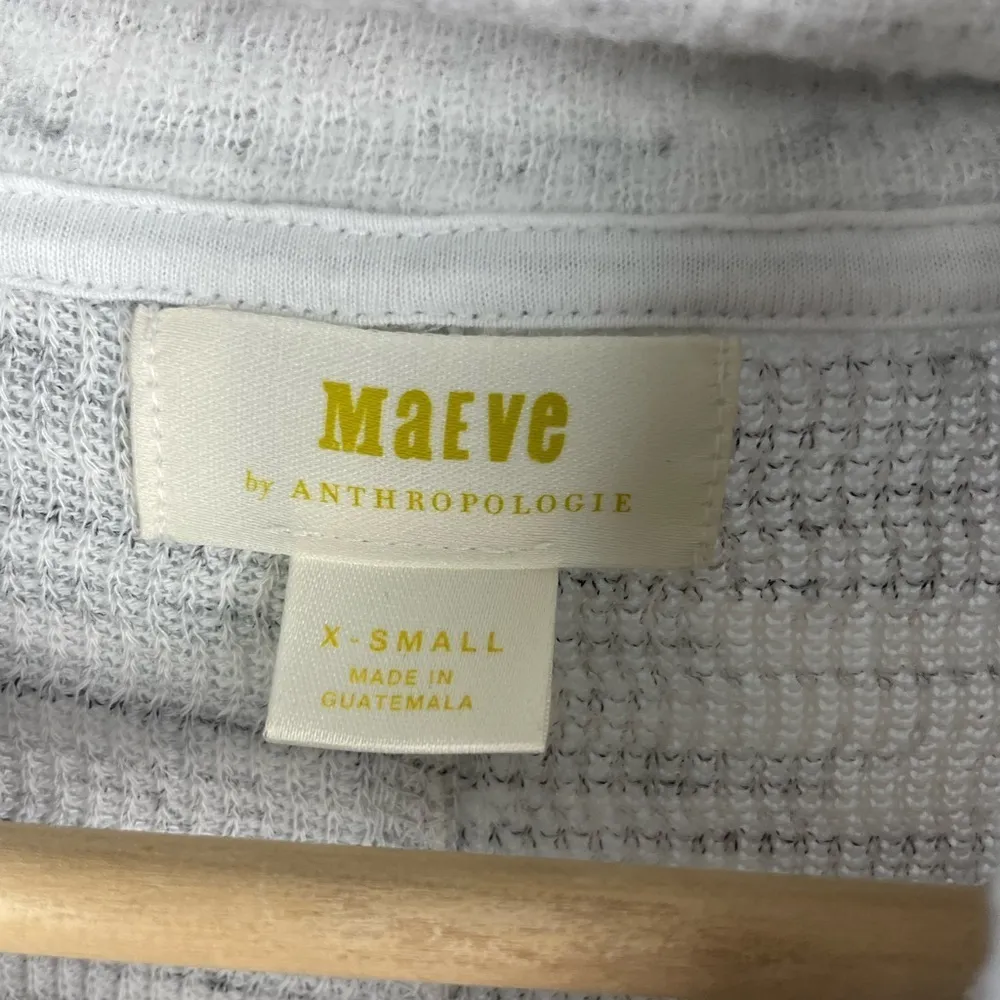 MaEve
by ANTHROPOLOGIE
X - SMALL
MADE IN
GUATEMALA